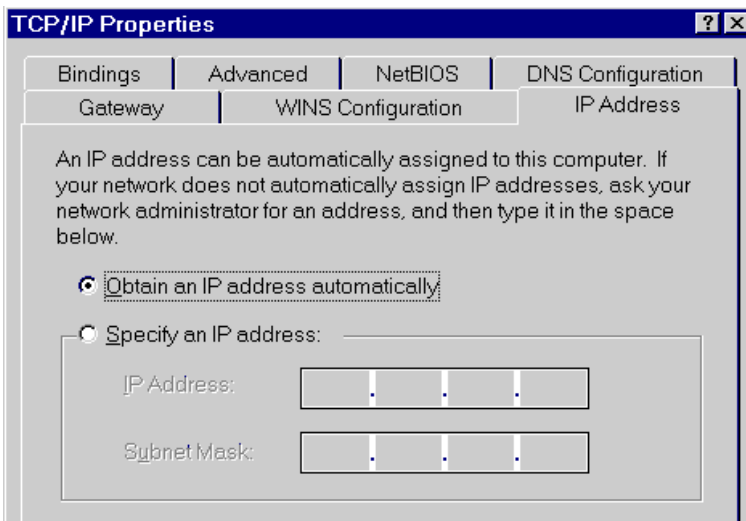 TCP/IP Properties
Bindings Advanced NetBIOS DNS Configuration
Gateway WINS Configuration IP Address
An IP address can be automatically assigned to this computer. If
your network does not automatically assign IP addresses, ask your
network administrator for an address, and then type it in the space
below.
Obtain an IP address automatically
Specify an IP address:
IP Address:
Subnet Mask: